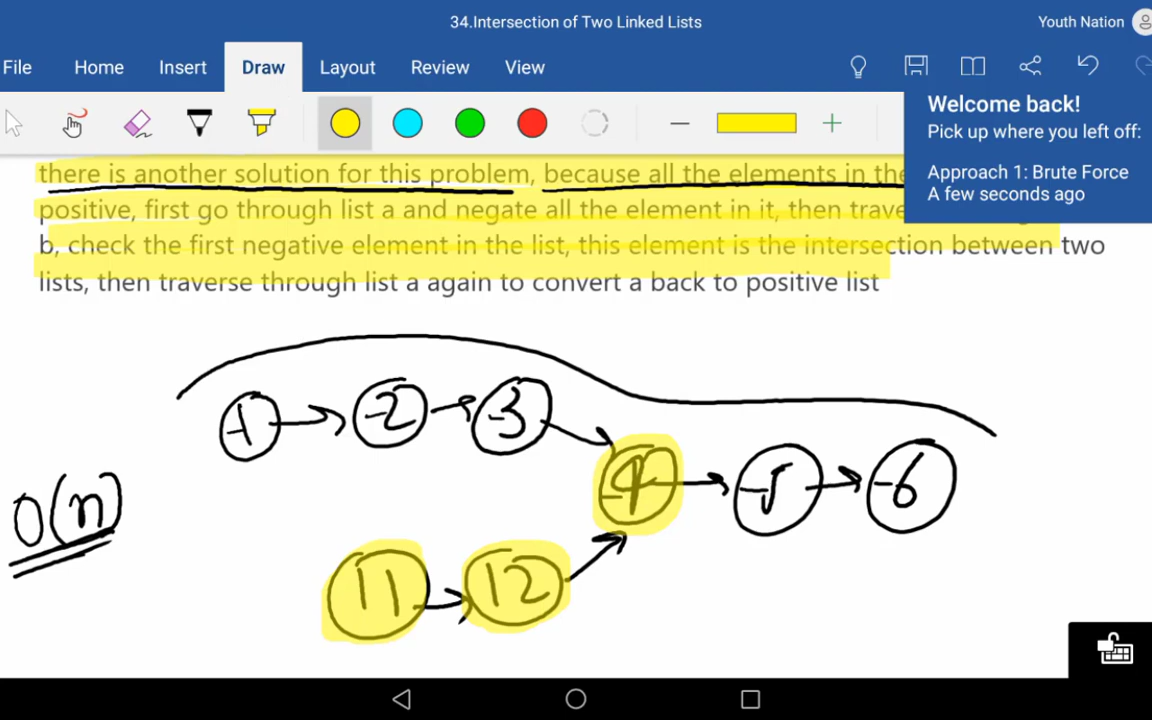 34.Intersection of Two Linked Lists
Youth Nation
File Home Insert Draw Layout Review View
Welcome back!
Pick up where you left off:
Approach 1: Brute Force
A few seconds ago
there is another solution for this problem, because all the elements in the
positive, first go through list a and negate all the element in it, then
b, check the first negative element in the list, this element is the intersection between two
lists, then traverse through list a again to convert a back to positive list
-1 -2 -3
-4 -5 -6
O(n)
11 12